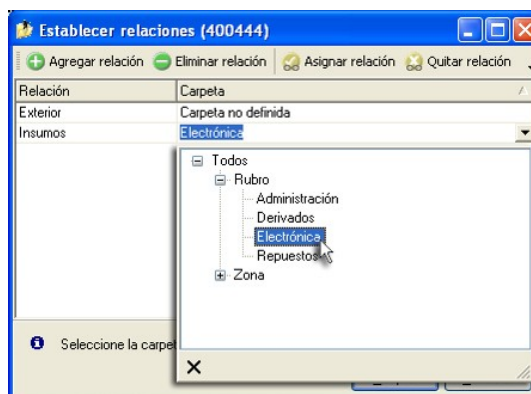 Establecer relaciones (400444)
Agregar relación Eliminar relación Asignar relación Quitar relación
Relación Carpeta
Exterior Carpeta no definida
Insumos Electrónica
Todos
Rubro
Administración
Derivados
Electrónica
Repuestos
Zona
Seleccione la